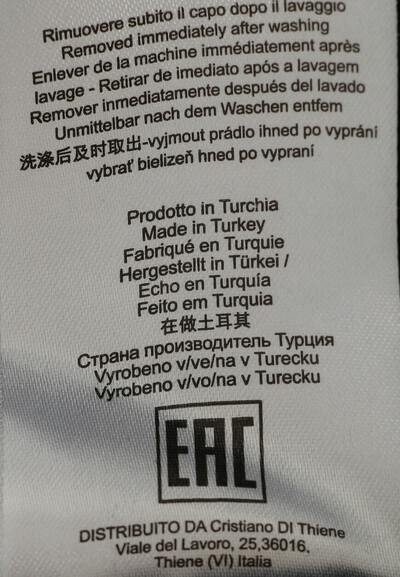 Rimuovere subito il capo dopo il lavaggio
Removed immediately after washing
Enlever de la machine immédiatement après
lavage - Retirar de imediato após a lavagem
Remover inmediatamente después del lavado
Unmittelbar nach dem Waschen entfem
洗涤后及时取出-vyjmout prádlo ihned po vyprání
vybrať bielizeň hned po vypraní
Prodotto in Turchia
Made in Turkey
Fabriqué en Turquie
Hergestellt in Türkei /
Echo en Turquía
Feito em Turquia
在做土耳其
Страна производитель Турция
Vyrobeno v/ve/na v Turecku
Vyrobeno v/vo/na v Turecku
EAC
DISTRIBUITO DA Cristiano DI Thiene
Viale del Lavoro, 25,36016,
Thiene (VI) Italia